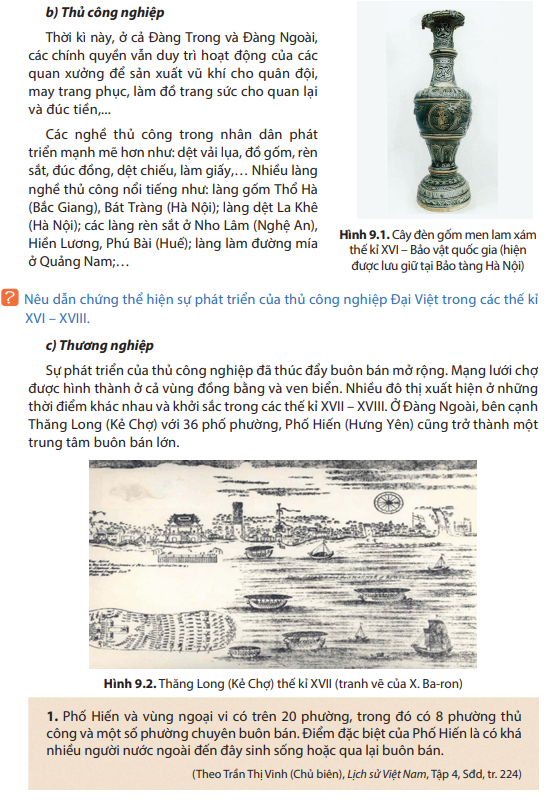 b) Thủ công nghiệp
Thời kì này, ở cả Đàng Trong và Đàng Ngoài,
các chính quyền vẫn duy trì hoạt động của các
quan xưởng để sản xuất vũ khí cho quân đội,
may trang phục, làm đồ trang sức cho quan lại
và đúc tiền,...
Các nghề thủ công trong nhân dân phát
triển mạnh mẽ hơn như: dệt vải lụa, đồ gốm, rèn
sắt, đúc đồng, dệt chiếu, làm giấy,… Nhiều làng
nghề thủ công nổi tiếng như: làng gốm Thổ Hà
(Bắc Giang), Bát Tràng (Hà Nội); làng dệt La Khê
(Hà Nội); các làng rèn sắt ở Nho Lâm (Nghệ An),
Hiền Lương, Phú Bài (Huế); làng làm đường mía
ở Quảng Nam;…
Hình 9.1. Cây đèn gốm men lam xám
thế kỉ XVI – Bảo vật quốc gia (hiện
được lưu giữ tại Bảo tàng Hà Nội)
? Nêu dẫn chứng thể hiện sự phát triển của thủ công nghiệp Đại Việt trong các thế kỉ
XVI – XVIII.
c) Thương nghiệp
Sự phát triển của thủ công nghiệp đã thúc đẩy buôn bán mở rộng. Mạng lưới chợ
được hình thành ở cả vùng đồng bằng và ven biển. Nhiều đô thị xuất hiện ở những
thời điểm khác nhau và khởi sắc trong các thế kỉ XVII – XVIII. Ở Đàng Ngoài, bên cạnh
Thăng Long (Kẻ Chợ) với 36 phố phường, Phố Hiến (Hưng Yên) cũng trở thành một
trung tâm buôn bán lớn.
Hình 9.2. Thăng Long (Kẻ Chợ) thế kỉ XVII (tranh vẽ của X. Ba-ron)
1. Phố Hiến và vùng ngoại vi có trên 20 phường, trong đó có 8 phường thủ
công và một số phường chuyên buôn bán. Điểm đặc biệt của Phố Hiến là có khá
nhiều người nước ngoài đến đây sinh sống hoặc qua lại buôn bán.
(Theo Trần Thị Vinh (Chủ biên), Lịch sử Việt Nam, Tập 4, Sđd, tr. 224)